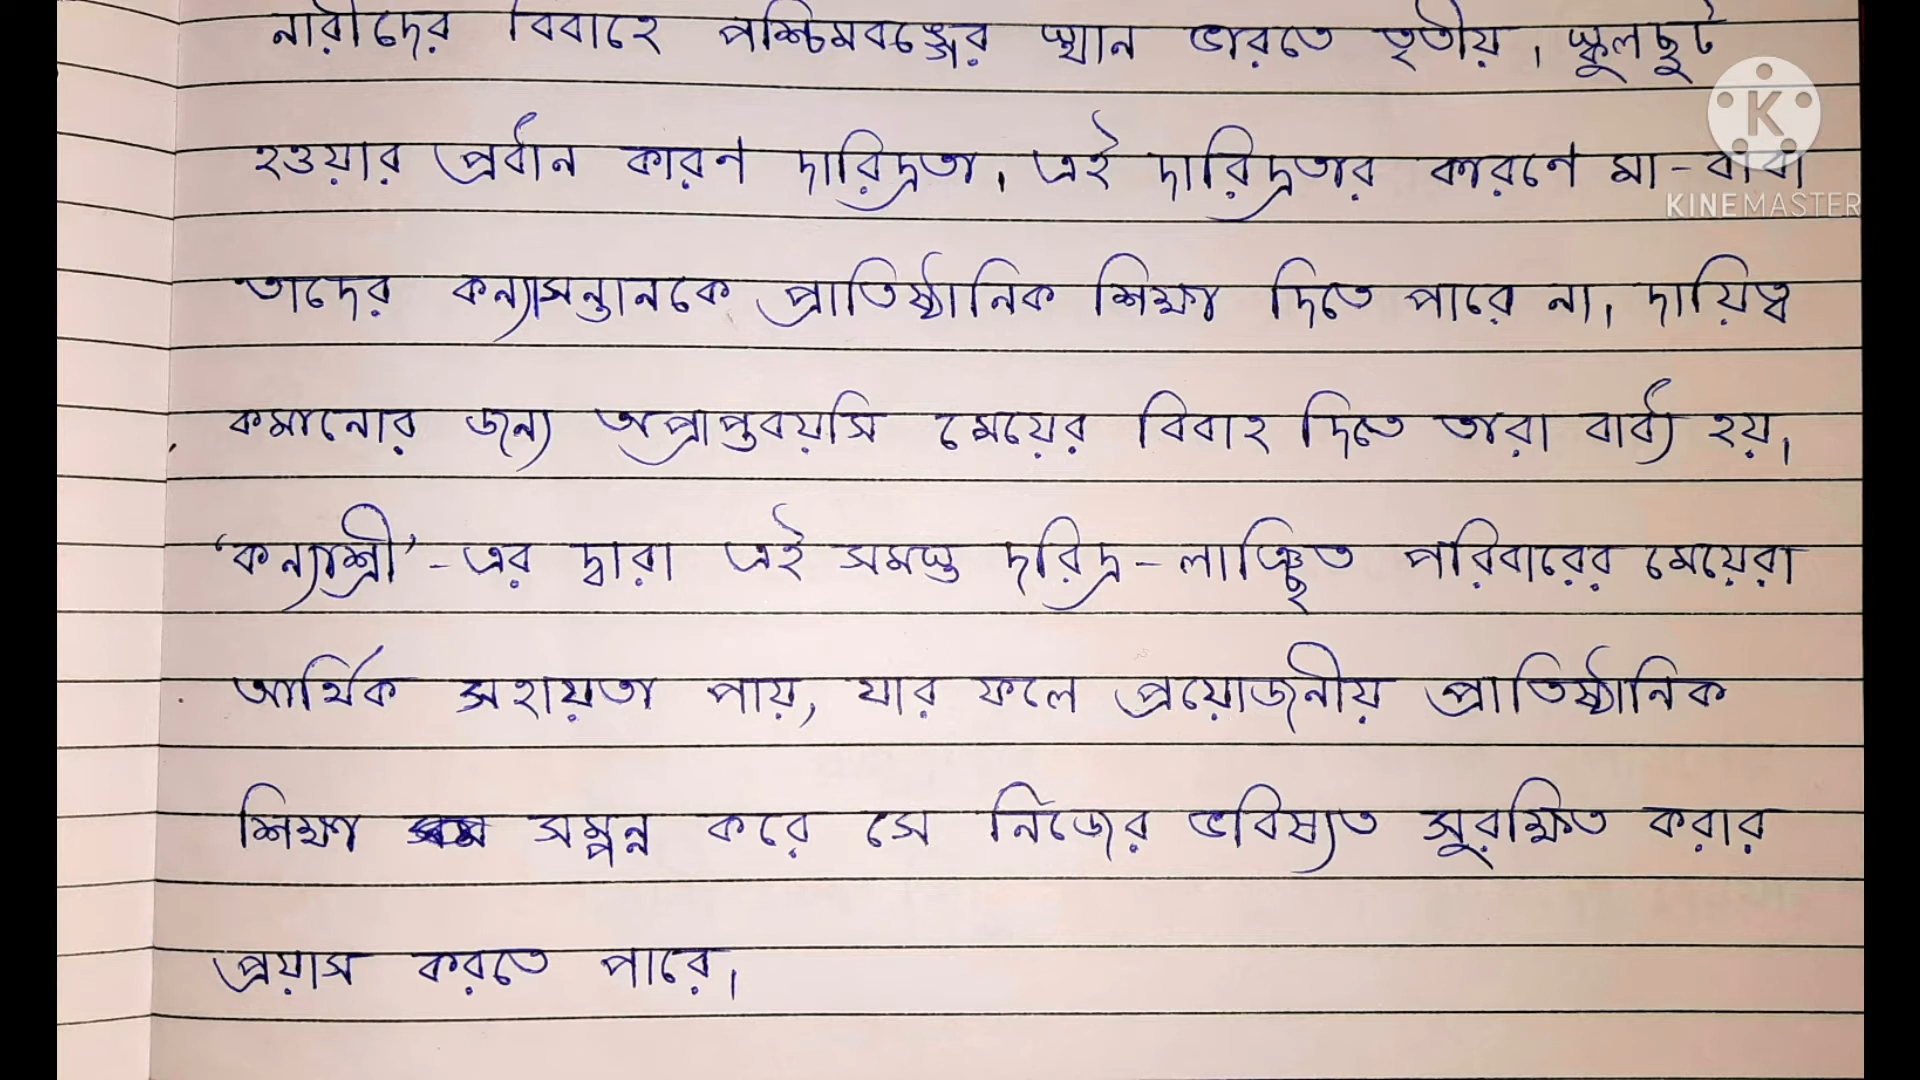 নারীদের বিবাহে পশ্চিমবঙ্গের স্থান ভারতে তৃতীয়। স্কুলছুট
হওয়ার প্রধান কারণ দারিদ্রতা। এই দারিদ্রতার কারণে মা-বাবা
তাদের কন্যাসন্তানকে প্রাতিষ্ঠানিক শিক্ষা দিতে পারে না। দায়িত্ব
কমানোর জন্য অপ্রাপ্তবয়সি মেয়ের বিবাহ দিতে তারা বাধ্য হয়।
'কন্যাশ্রী'-এর দ্বারা এই সমস্ত দরিদ্র-লাঞ্ছিত পরিবারের মেয়েরা
আর্থিক সহায়তা পায়, যার ফলে প্রয়োজনীয় প্রাতিষ্ঠানিক
শিক্ষা সম্পন্ন করে সে নিজের ভবিষ্যত সুরক্ষিত করার
প্রয়াস করতে পারে।
K
KINEMASTER